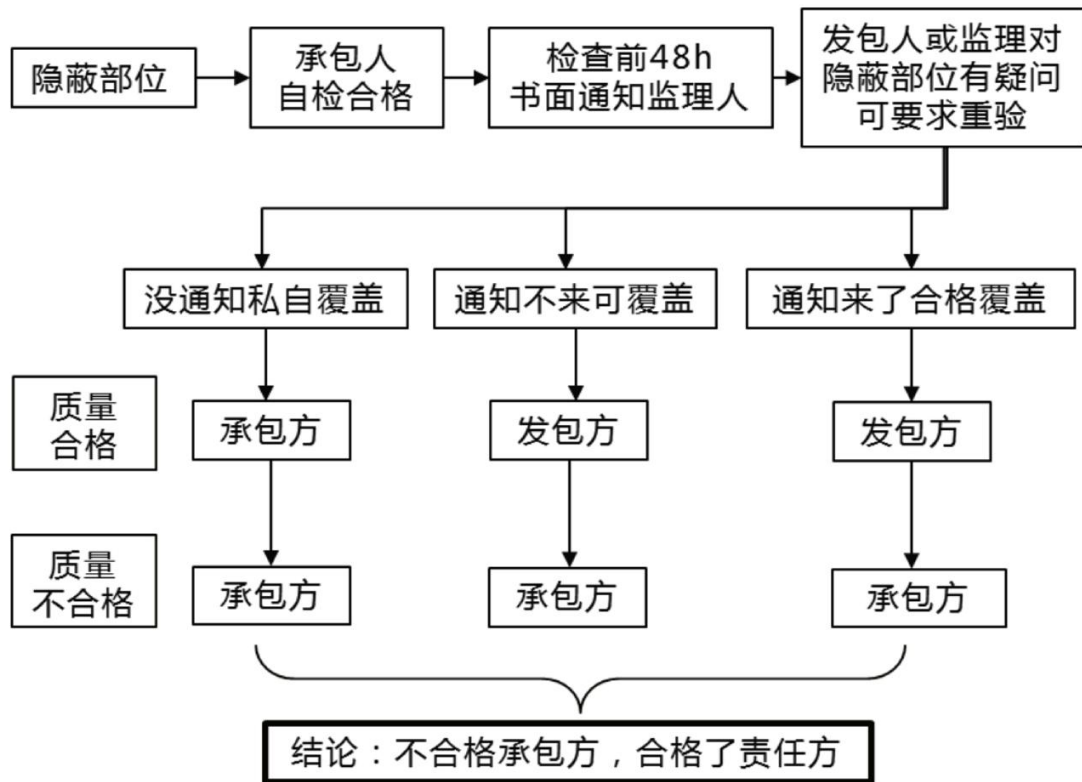 隐蔽部位
承包人
自检合格
检查前48h
书面通知监理人
发包人或监理对
隐蔽部位有疑问
可要求重验
没通知私自覆盖
通知不来可覆盖
通知来了合格覆盖
质量
合格
承包方
发包方
发包方
质量
不合格
承包方
承包方
承包方
结论：不合格承包方，合格了责任方